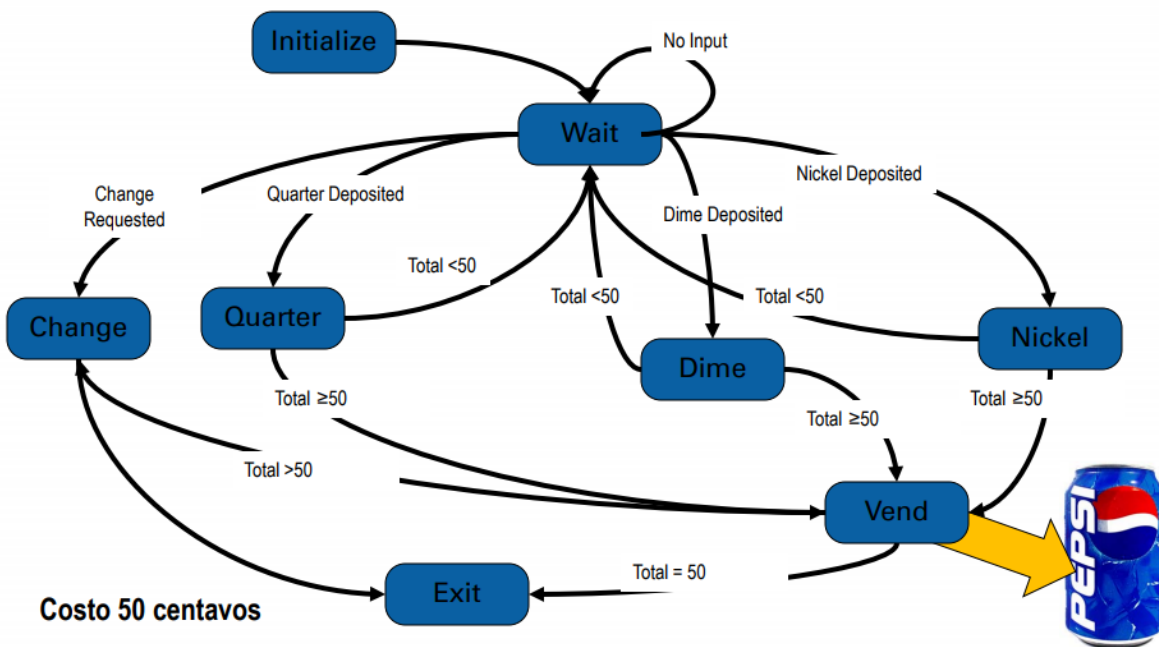 Initialize
No Input
Wait
Change
Requested
Quarter Deposited
Dime Deposited
Nickel Deposited
Total <50
Total <50
Total <50
Change
Quarter
Dime
Nickel
Total ≥50
Total ≥50
Total ≥50
Total >50
Vend
PEPSI
Total = 50
Exit
Costo 50 centavos